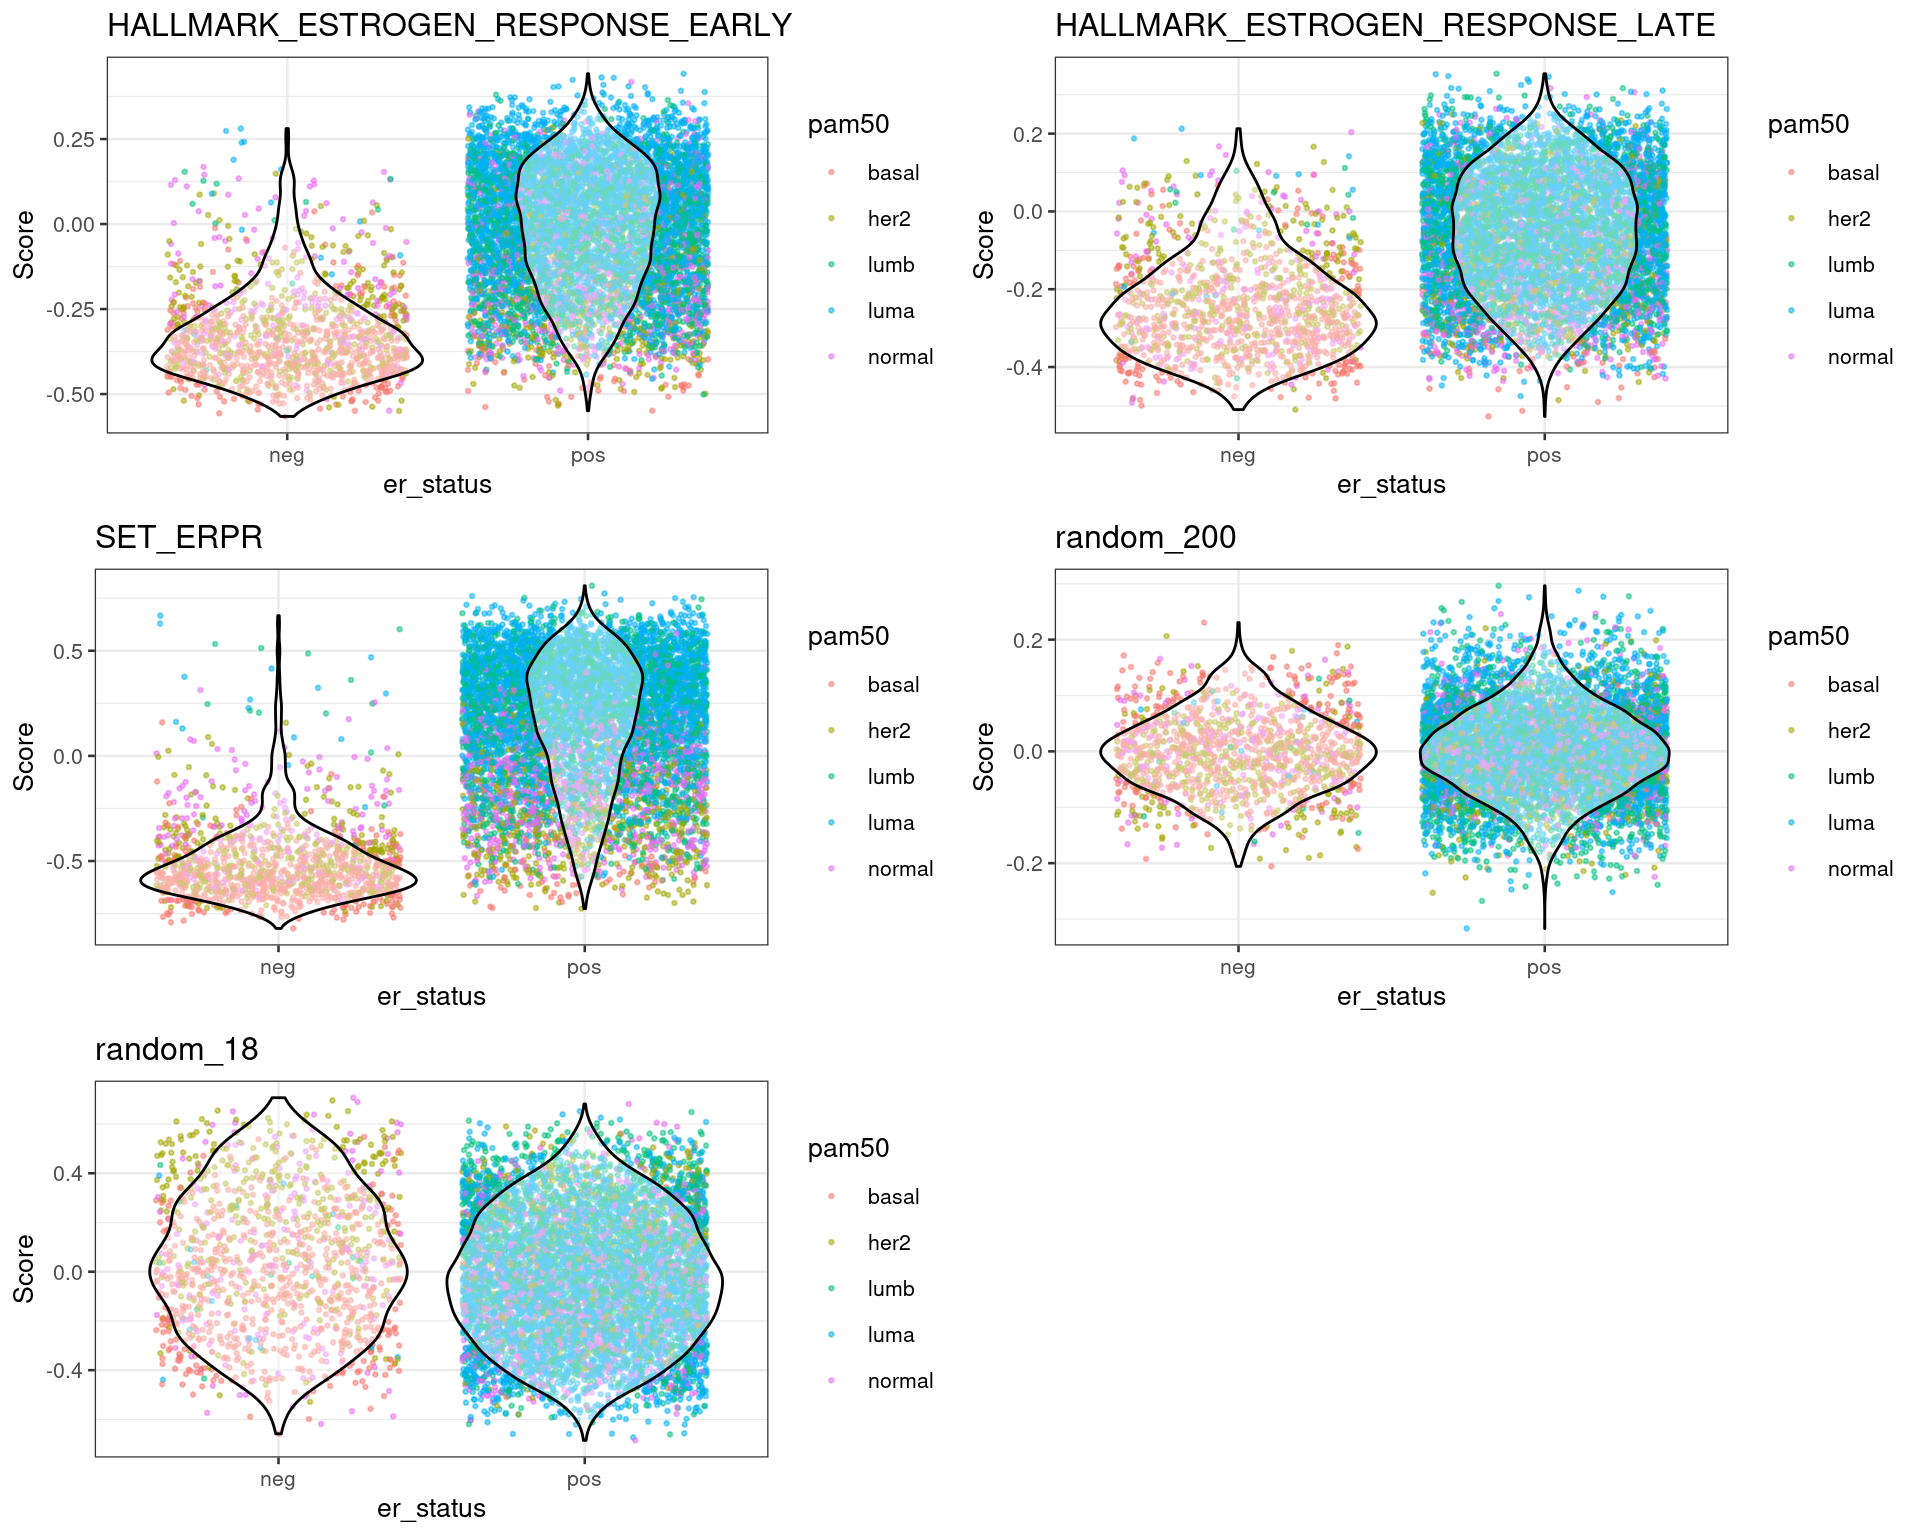 HALLMARK_ESTROGEN_RESPONSE_EARLY
Score
0.25
0.00
-0.25
-0.50
neg pos
er_status
pam50
basal
her2
lumb
luma
normal
HALLMARK_ESTROGEN_RESPONSE_LATE
Score
0.2
0.0
-0.2
-0.4
neg pos
er_status
pam50
basal
her2
lumb
luma
normal
SET_ERPR
Score
0.5
0.0
-0.5
neg pos
er_status
pam50
basal
her2
lumb
luma
normal
random_200
Score
0.2
0.0
-0.2
neg pos
er_status
pam50
basal
her2
lumb
luma
normal
random_18
Score
0.4
0.0
-0.4
neg pos
er_status
pam50
basal
her2
lumb
luma
normal